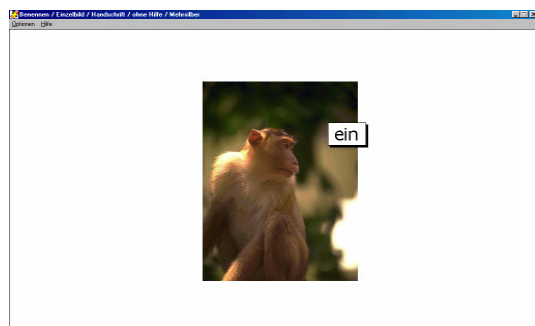 Benennen / Einzelbild / Handschrift / ohne Hilfe / Mehrsilber
Optionen Hilfe
ein